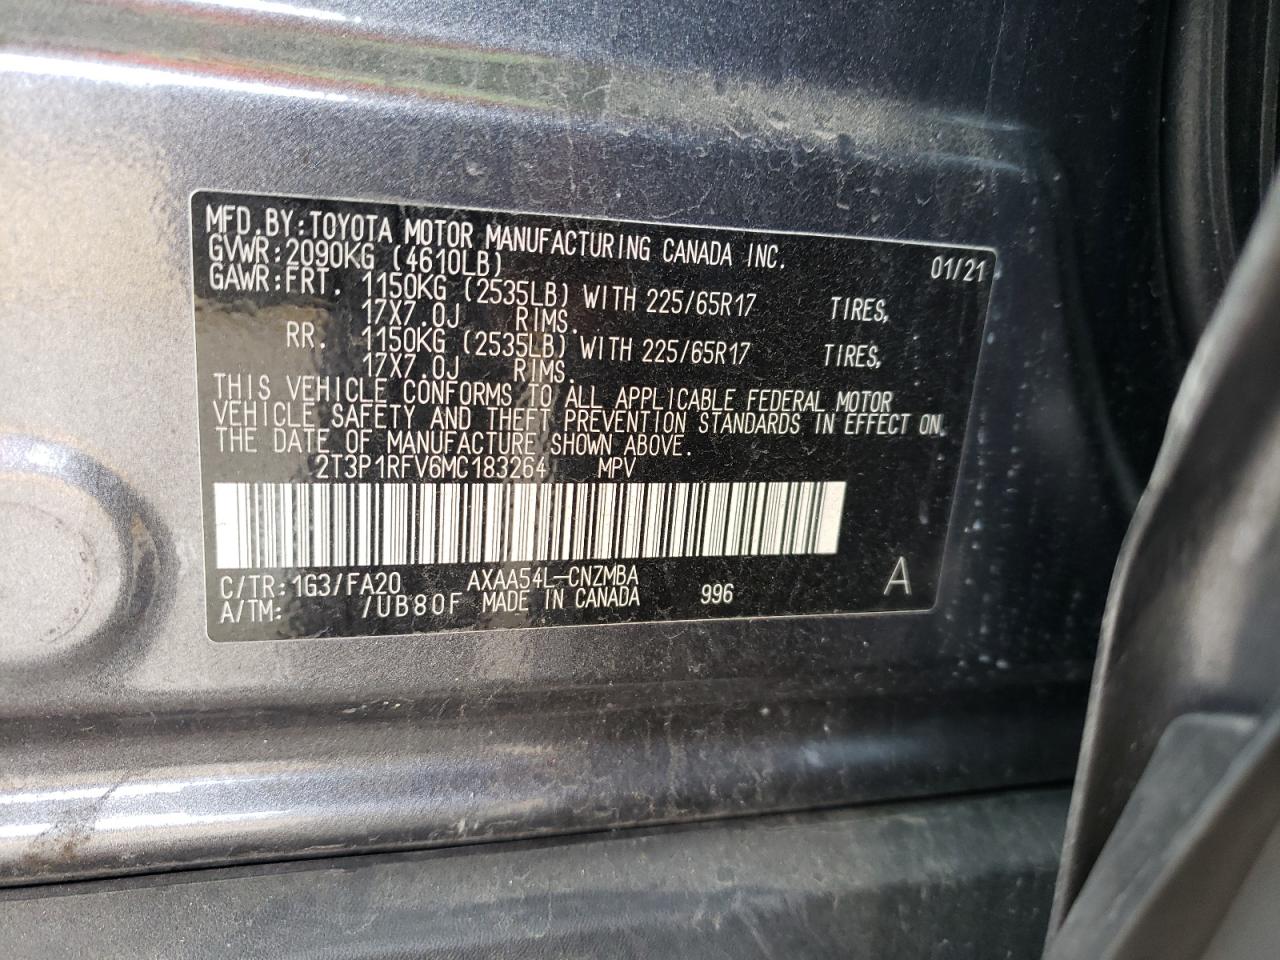 MFD.BY:TOYOTA MOTOR MANUFACTURING CANADA INC.
GVWR:2090KG (4610LB) 01/21
GAWR:FRT. 1150KG (2535LB) WITH 225/65R17 TIRES,
17X7.0J RIMS.
RR. 1150KG (2535LB) WITH 225/65R17 TIRES,
17X7.0J RIMS.
THIS VEHICLE CONFORMS TO ALL APPLICABLE FEDERAL MOTOR
VEHICLE SAFETY AND THEFT PREVENTION STANDARDS IN EFFECT ON
THE DATE OF MANUFACTURE SHOWN ABOVE.
2T3P1RFV6MC183264 MPV
C/TR:1G3/FA20 AXAA54L-CNZMBA A
A/TM: /UB80F MADE IN CANADA 996